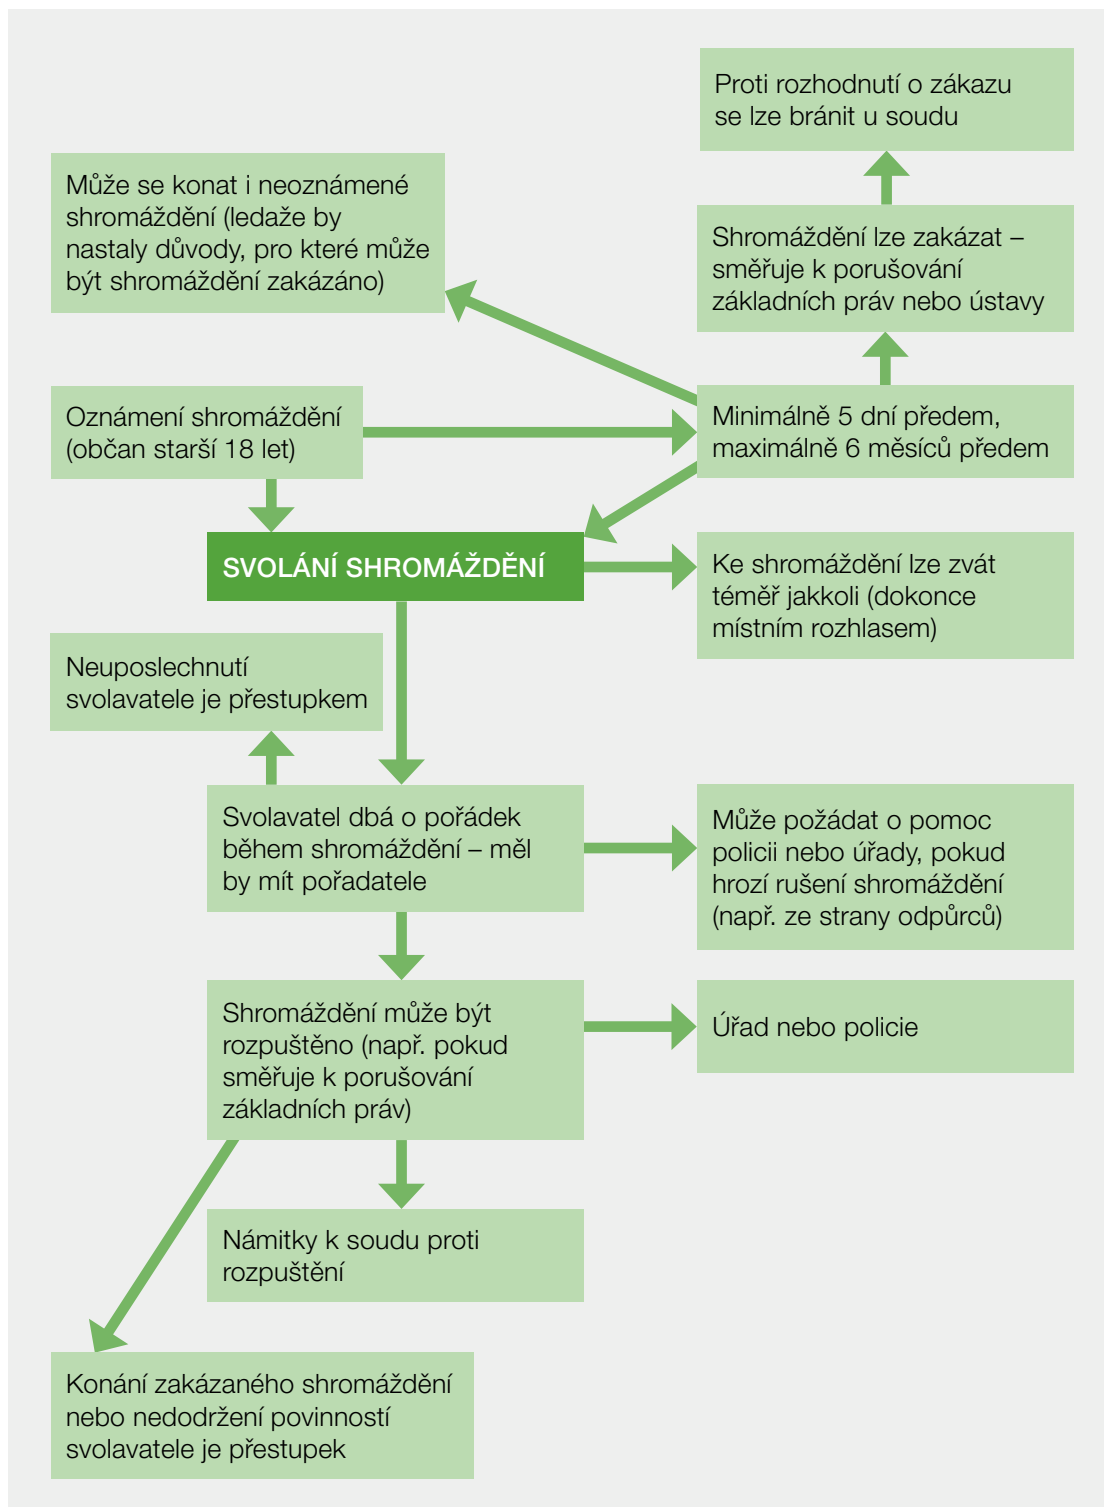 Proti rozhodnutí o zákazu
se lze bránit u soudu
Může se konat i neoznámené
shromáždění (ledaže by
nastaly důvody, pro které může
být shromáždění zakázáno)
Shromáždění lze zakázat –
směřuje k porušování
základních práv nebo ústavy
Oznámení shromáždění
(občan starší 18 let)
Minimálně 5 dní předem,
maximálně 6 měsíců předem
SVOLÁNÍ SHROMÁŽDĚNÍ
Ke shromáždění lze zvát
téměř jakkoli (dokonce
místním rozhlasem)
Neuposlechnutí
svolavatele je přestupkem
Svolavatel dbá o pořádek
během shromáždění – měl
by mít pořadatele
Může požádat o pomoc
policii nebo úřady, pokud
hrozí rušení shromáždění
(např. ze strany odpůrců)
Shromáždění může být
rozpuštěno (např. pokud
směřuje k porušování
základních práv)
Úřad nebo policie
Námitky k soudu proti
rozpuštění
Konání zakázaného shromáždění
nebo nedodržení povinností
svolavatele je přestupek